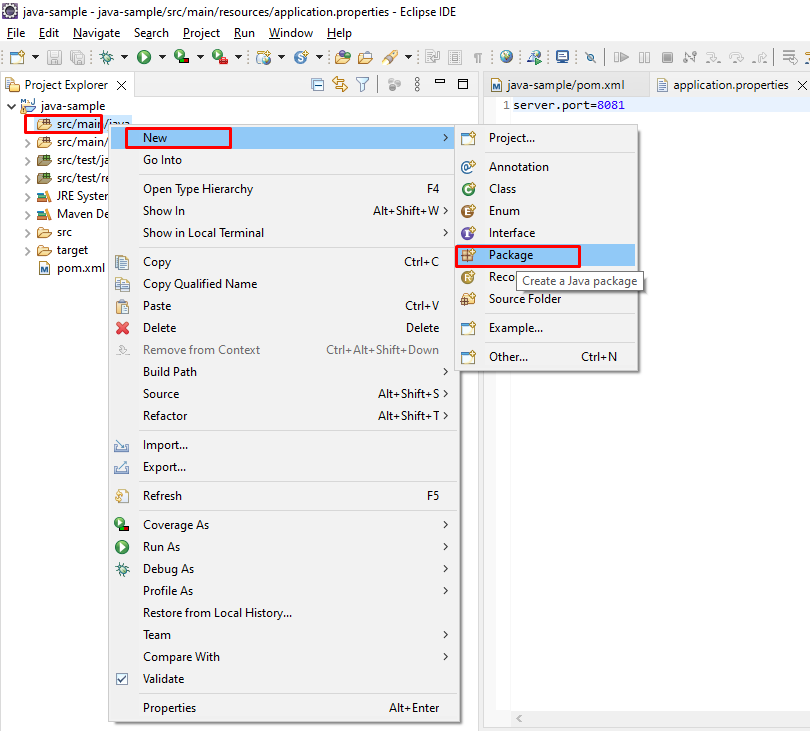 java-sample - java-sample/src/main/resources/application.properties - Eclipse IDE
File Edit Navigate Search Project Run Window Help
Project Explorer
java-sample/pom.xml
application.properties
1 server.port=8081
java-sample
src/main/java
src/main/
src/test/ja
src/test/re
JRE System
Maven De
src
target
pom.xml
New
Go Into
Open Type Hierarchy F4
Show In Alt+Shift+W
Show in Local Terminal
Copy Ctrl+C
Copy Qualified Name
Paste Ctrl+V
Delete Delete
Remove from Context Ctrl+Alt+Shift+Down
Build Path
Source Alt+Shift+S
Refactor Alt+Shift+T
Import...
Export...
Refresh F5
Coverage As
Run As
Debug As
Profile As
Restore from Local History...
Team
Compare With
Validate
Properties Alt+Enter
Project...
Annotation
Class
Enum
Interface
Package
Reco
Create a Java package
Source Folder
Example...
Other... Ctrl+N